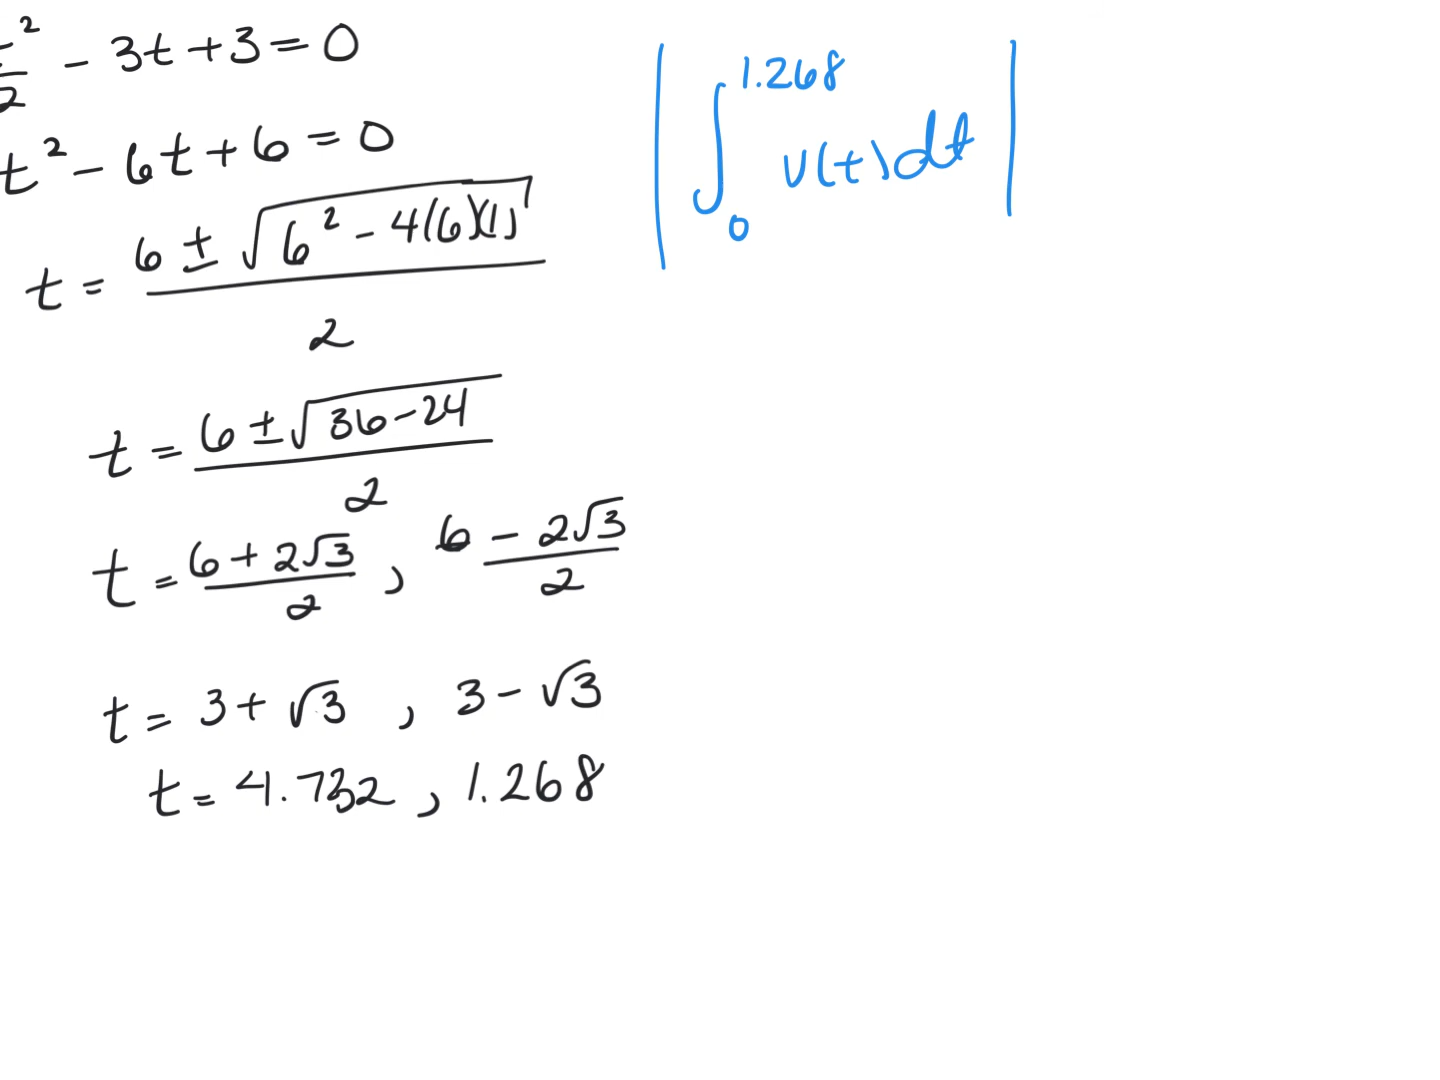 t²/2 - 3t + 3 = 0
t² - 6t + 6 = 0
t = (6 ± √(6² - 4(6)(1)))/2
t = (6 ± √(36 - 24))/2
t = (6 + 2√3)/2 , (6 - 2√3)/2
t = 3 + √3 , 3 - √3
t = 4.732 , 1.268
|∫₀^1.268 v(t)dt|